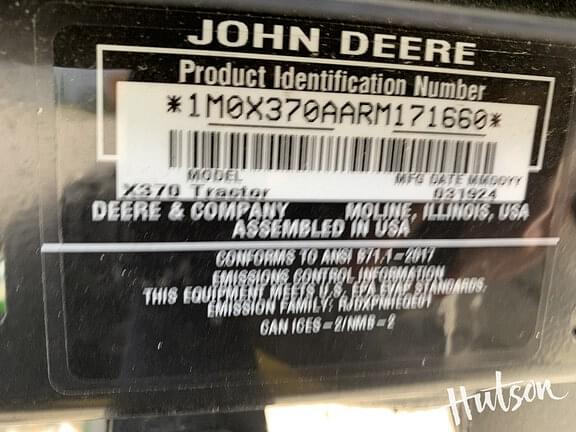 JOHN DEERE
Product Identification Number
*1M0X370AARM171660*
MODEL MFG DATE MMDDYY
X370 Tractor 031924
DEERE & COMPANY MOLINE, ILLINOIS, USA
ASSEMBLED IN USA
CONFORMS TO ANSI B71.1-2017
EMISSIONS CONTROL INFORMATION
THIS EQUIPMENT MEETS U.S. EPA EVAP STANDARDS.
EMISSION FAMILY:
CAN ICES-2/NMB-2
Hutson